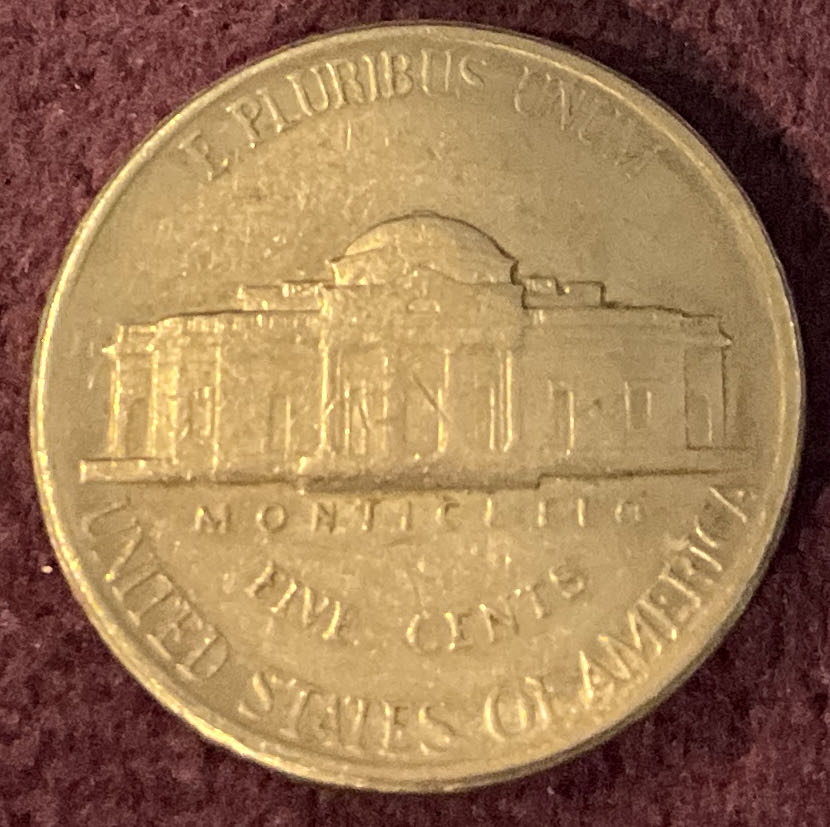 E PLURIBUS UNUM
MONTICELLO
FIVE CENTS
UNITED STATES OF AMERICA